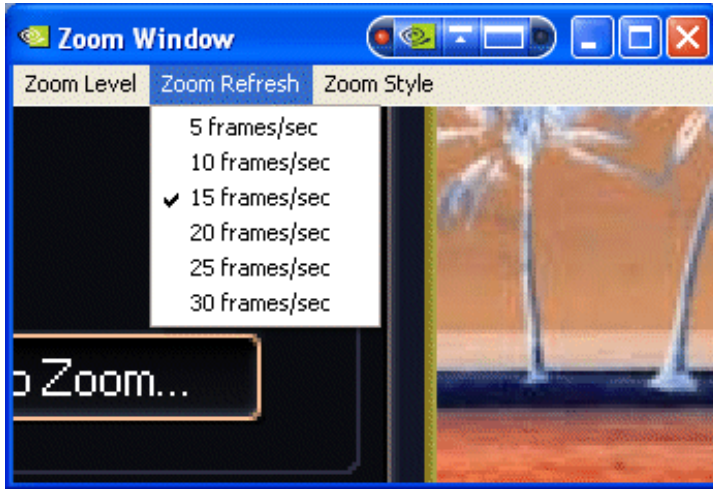 Zoom Window
Zoom Level Zoom Refresh Zoom Style
5 frames/sec
10 frames/sec
15 frames/sec
20 frames/sec
25 frames/sec
30 frames/sec
Zoom...